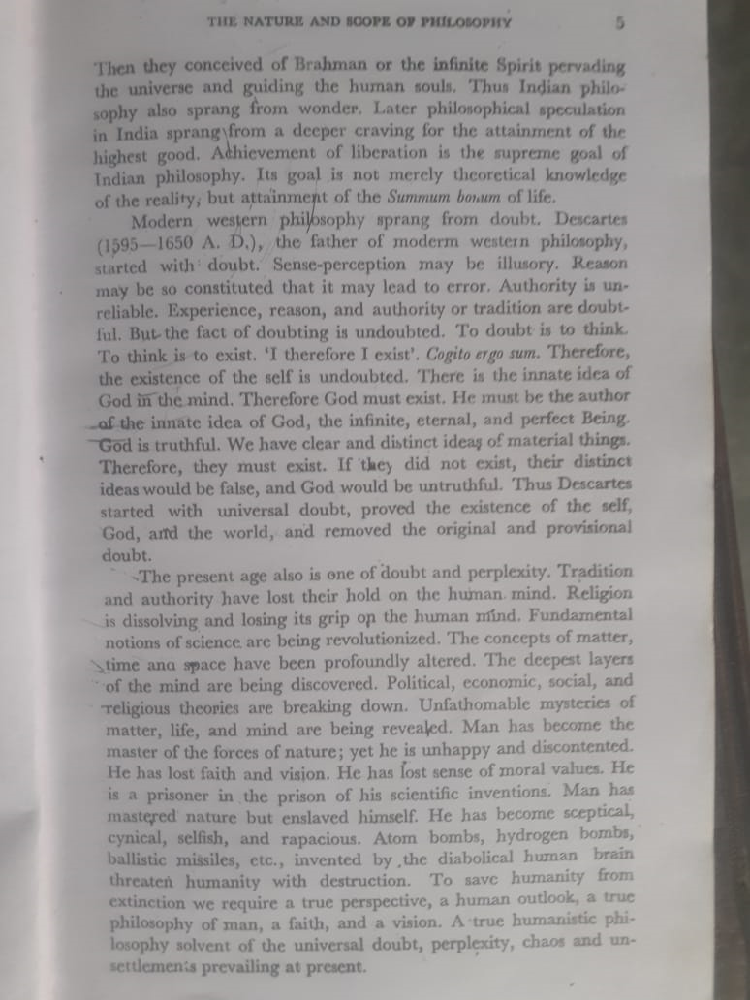 THE NATURE AND SCOPE OF PHILOSOPHY 5
Then they conceived of Brahman or the infinite Spirit pervading
the universe and guiding the human souls. Thus Indian philo-
sophy also sprang from wonder. Later philosophical speculation
in India sprang from a deeper craving for the attainment of the
highest good. Achievement of liberation is the supreme goal of
Indian philosophy. Its goal is not merely theoretical knowledge
of the reality, but attainment of the Summum bonum of life.
Modern western philosophy sprang from doubt. Descartes
(1595—1650 A. D.), the father of moderm western philosophy,
started with doubt. Sense-perception may be illusory. Reason
may be so constituted that it may lead to error. Authority is un-
reliable. Experience, reason, and authority or tradition are doubt-
ful. But the fact of doubting is undoubted. To doubt is to think.
To think is to exist. ‘I therefore I exist’. Cogito ergo sum. Therefore,
the existence of the self is undoubted. There is the innate idea of
God in the mind. Therefore God must exist. He must be the author
of the innate idea of God, the infinite, eternal, and perfect Being.
God is truthful. We have clear and distinct ideas of material things.
Therefore, they must exist. If they did not exist, their distinct
ideas would be false, and God would be untruthful. Thus Descartes
started with universal doubt, proved the existence of the self,
God, and the world, and removed the original and provisional
doubt.
The present age also is one of doubt and perplexity. Tradition
and authority have lost their hold on the human mind. Religion
is dissolving and losing its grip on the human mind. Fundamental
notions of science are being revolutionized. The concepts of matter,
time and space have been profoundly altered. The deepest layers
of the mind are being discovered. Political, economic, social, and
religious theories are breaking down. Unfathomable mysteries of
matter, life, and mind are being revealed. Man has become the
master of the forces of nature; yet he is unhappy and discontented.
He has lost faith and vision. He has lost sense of moral values. He
is a prisoner in the prison of his scientific inventions. Man has
mastered nature but enslaved himself. He has become sceptical,
cynical, selfish, and rapacious. Atom bombs, hydrogen bombs,
ballistic missiles, etc., invented by the diabolical human brain
threaten humanity with destruction. To save humanity from
extinction we require a true perspective, a human outlook, a true
philosophy of man, a faith, and a vision. A true humanistic phi-
losophy solvent of the universal doubt, perplexity, chaos and un-
settlements prevailing at present.